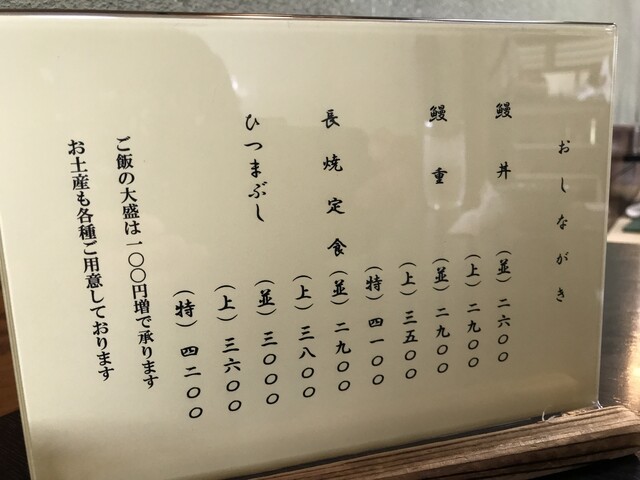 おしながき
鰻丼 (並) 二六〇〇
(上) 二九〇〇
鰻重 (並) 二九〇〇
(上) 三五〇〇
(特) 四一〇〇
長焼定食 (並) 二九〇〇
(上) 三八〇〇
ひつまぶし (並) 三〇〇〇
(上) 三六〇〇
(特) 四二〇〇
ご飯の大盛は一〇〇円増で承ります
お土産も各種ご用意しております